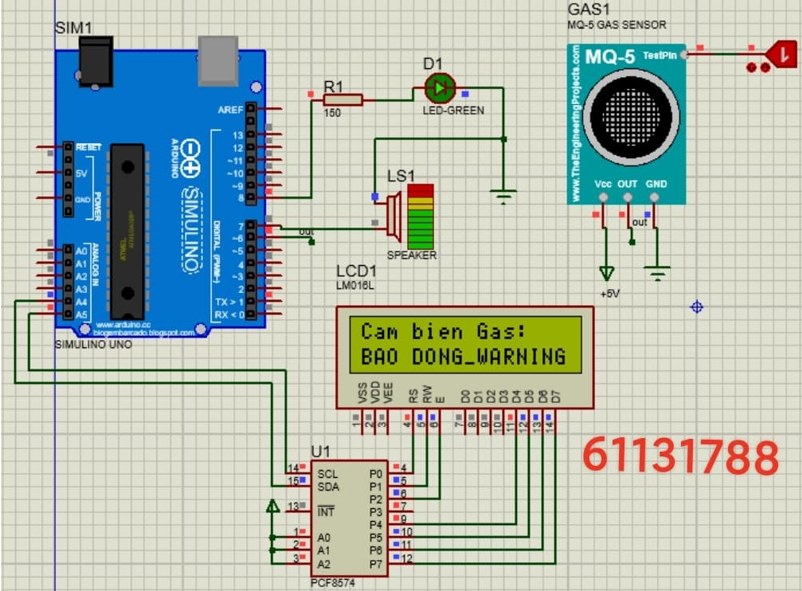 SIM1
AREF
13
12
~11
~10
~9
8
7
~6
~5
4
~3
2
TX > 1
RX < 0
RESET
5V
GND
POWER
A0
A1
A2
A3
A4
A5
ANALOG IN
ARDUINO
SIMULINO
DIGITAL (PWM~)
www.arduino.cc
blogembarcado.blogspot.com
SIMULINO UNO
R1
150
D1
LED-GREEN
LS1
SPEAKER
out
GAS1
MQ-5 GAS SENSOR
MQ-5
TestPin
1
www.TheEngineeringProjects.com
Vcc OUT GND
out
+5V
LCD1
LM016L
Cam bien Gas:
BAO DONG_WARNING
VSS
VDD
VEE
RS
RW
E
D0
D1
D2
D3
D4
D5
D6
D7
1
2
3
4
5
6
7
8
9
10
11
12
13
14
61131788
U1
14 SCL
15 SDA
13 INT
1 A0
2 A1
3 A2
P0 4
P1 5
P2 6
P3 7
P4 9
P5 10
P6 11
P7 12
PCF8574